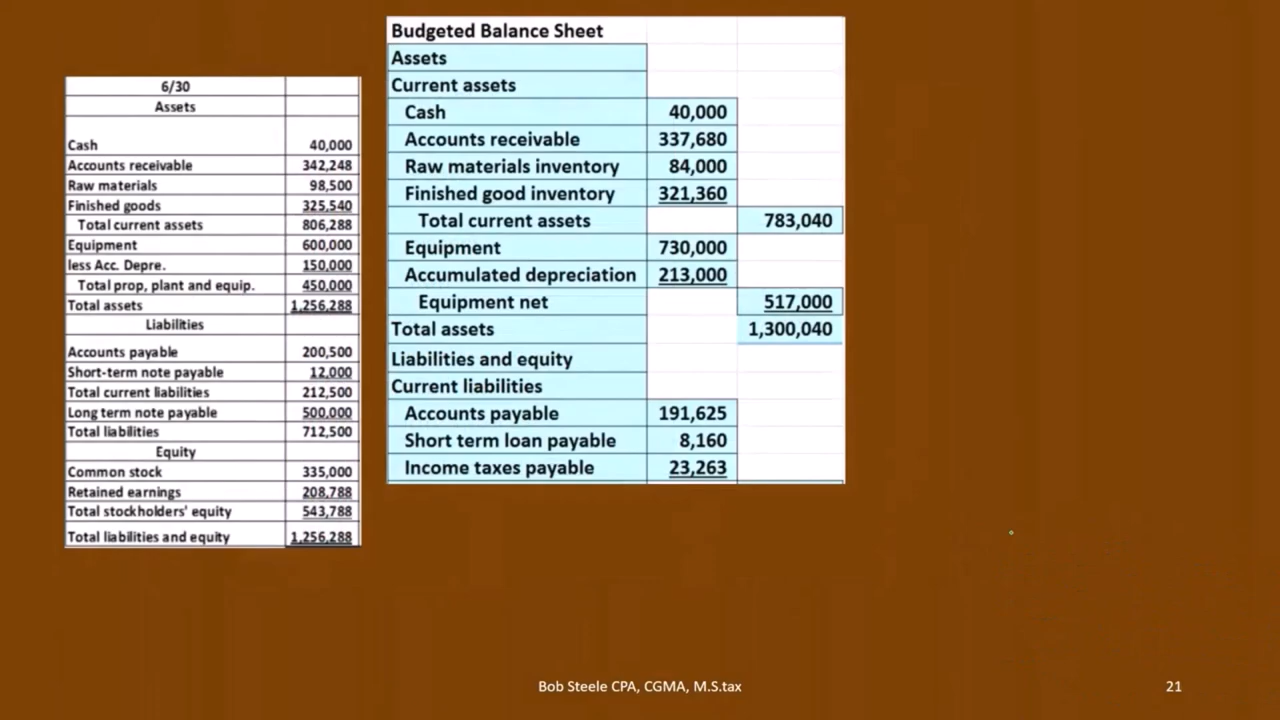 6/30
Assets
Cash 40,000
Accounts receivable 342,248
Raw materials 98,500
Finished goods 325,540
Total current assets 806,288
Equipment 600,000
less Acc. Depre. 150,000
Total prop, plant and equip. 450,000
Total assets 1,256,288
Liabilities
Accounts payable 200,500
Short-term note payable 12,000
Total current liabilities 212,500
Long term note payable 500,000
Total liabilities 712,500
Equity
Common stock 335,000
Retained earnings 208,788
Total stockholders' equity 543,788
Total liabilities and equity 1,256,288
Budgeted Balance Sheet
Assets
Current assets
Cash 40,000
Accounts receivable 337,680
Raw materials inventory 84,000
Finished good inventory 321,360
Total current assets 783,040
Equipment 730,000
Accumulated depreciation 213,000
Equipment net 517,000
Total assets 1,300,040
Liabilities and equity
Current liabilities
Accounts payable 191,625
Short term loan payable 8,160
Income taxes payable 23,263
Bob Steele CPA, CGMA, M.S.tax
21